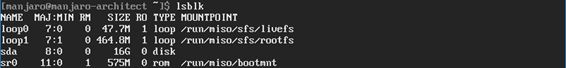 [manjaro@manjaro-architect ~]$ lsblk
NAME MAJ:MIN RM SIZE RO TYPE MOUNTPOINT
loop0 7:0 0 47.7M 1 loop /run/miso/sfs/livefs
loop1 7:1 0 464.8M 1 loop /run/miso/sfs/rootfs
sda 8:0 0 16G 0 disk
sr0 11:0 1 575M 0 rom /run/miso/bootmnt